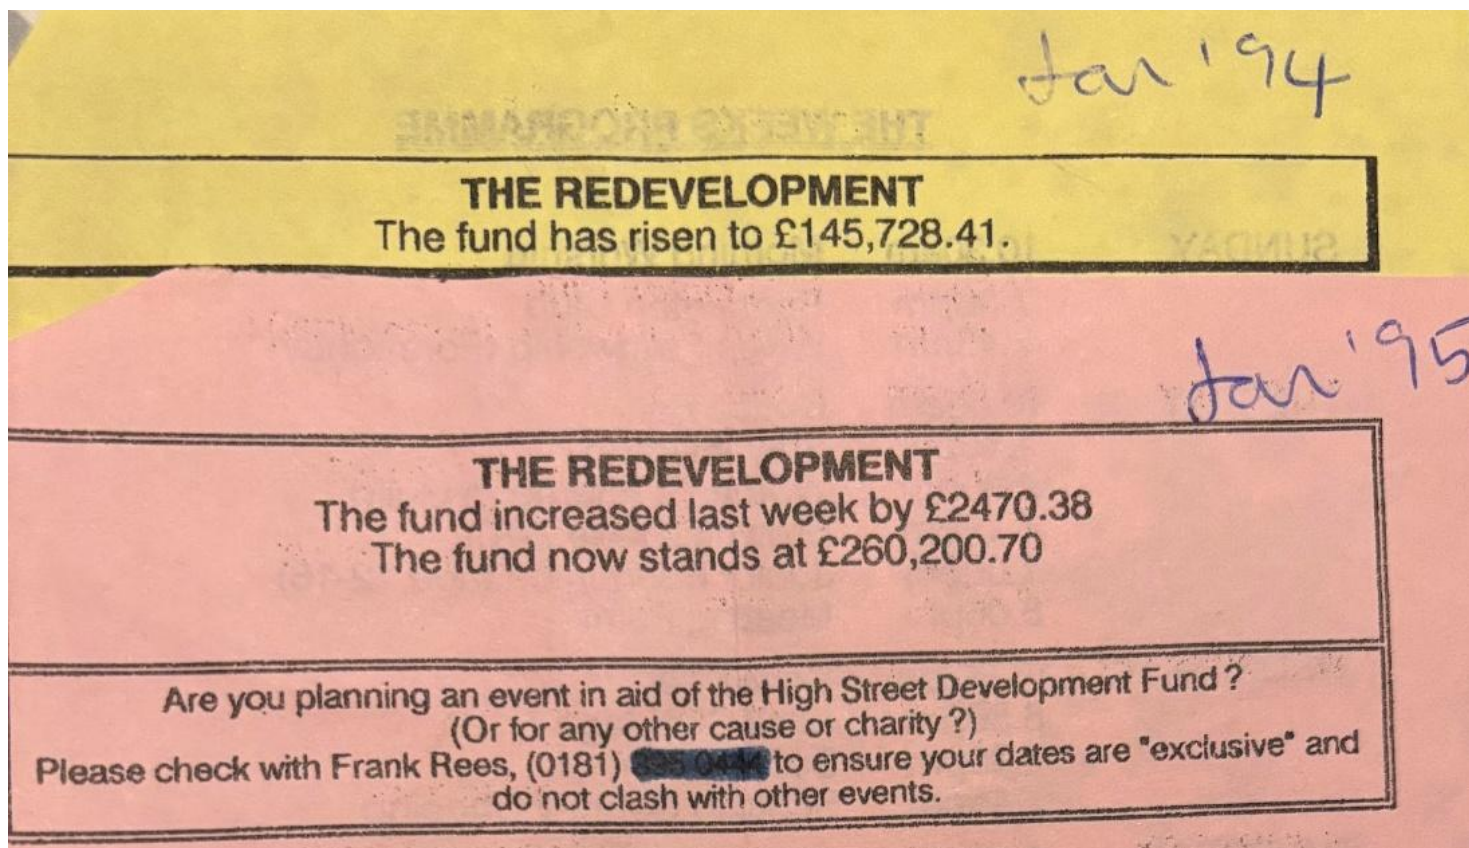 Jan '94
THE REDEVELOPMENT
The fund has risen to £145,728.41.
Jan '95
THE REDEVELOPMENT
The fund increased last week by £2470.38
The fund now stands at £260,200.70
Are you planning an event in aid of the High Street Development Fund ?
(Or for any other cause or charity ?)
Please check with Frank Rees, (0181) to ensure your dates are "exclusive" and
do not clash with other events.